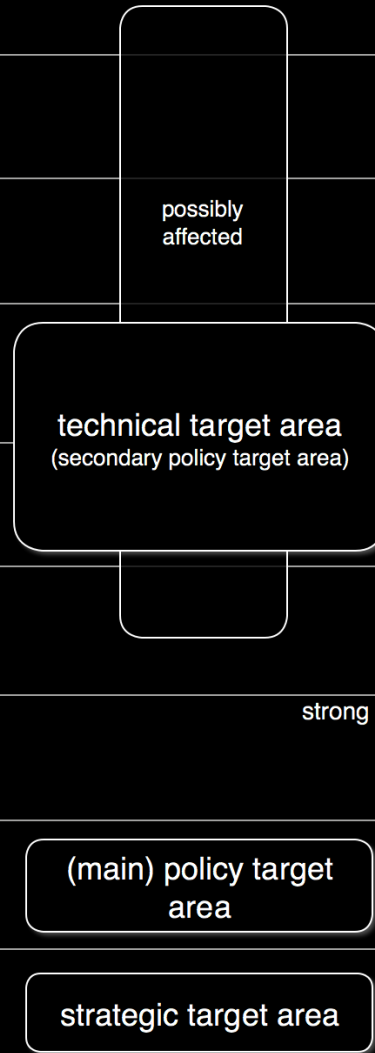 possibly
affected
technical target area
(secondary policy target area)
strong
(main) policy target
area
strategic target area